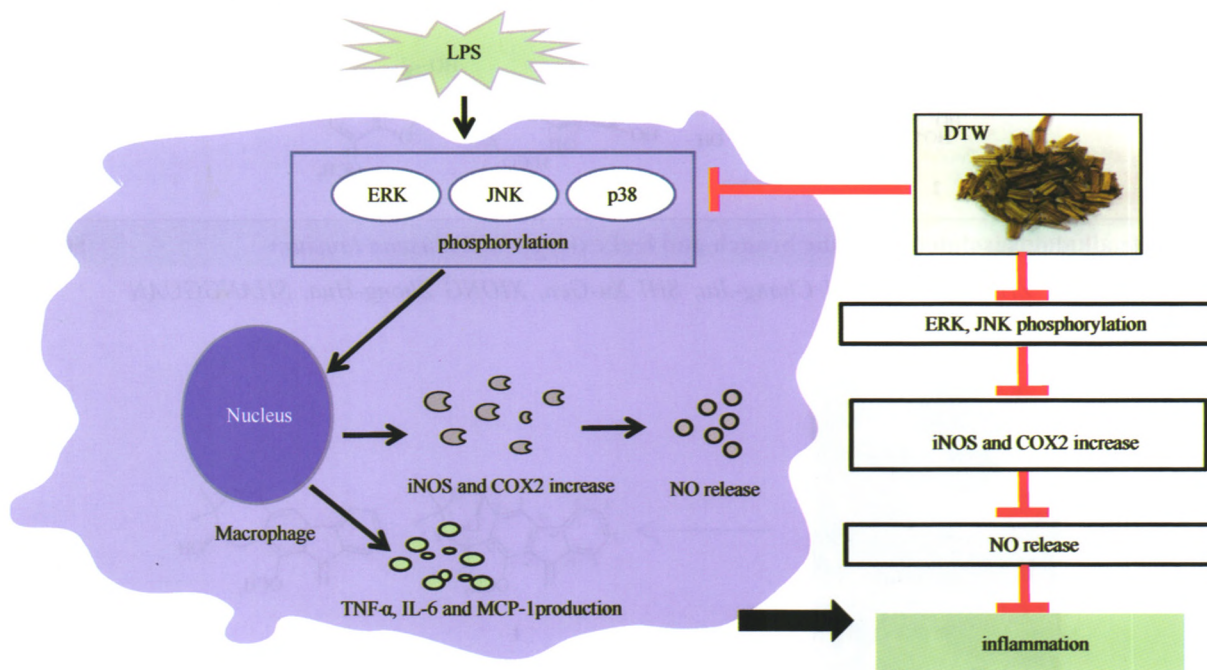 LPS
DTW
ERK
JNK
p38
phosphorylation
ERK, JNK phosphorylation
Nucleus
iNOS and COX2 increase
iNOS and COX2 increase
NO release
Macrophage
NO release
TNF-α, IL-6 and MCP-1production
inflammation